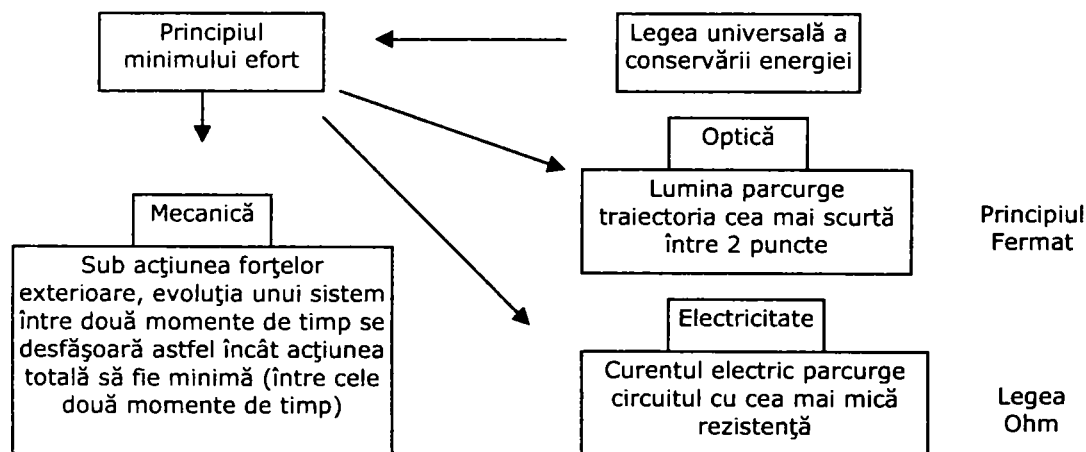 Principiul
minimului efort
Legea universală a
conservării energiei
Optică
Lumina parcurge
traiectoria cea mai scurtă
între 2 puncte
Principiul
Fermat
Mecanică
Sub acţiunea forţelor
exterioare, evoluţia unui sistem
între două momente de timp se
desfăşoară astfel încât acţiunea
totală să fie minimă (între cele
două momente de timp)
Electricitate
Curentul electric parcurge
circuitul cu cea mai mică
rezistenţă
Legea
Ohm